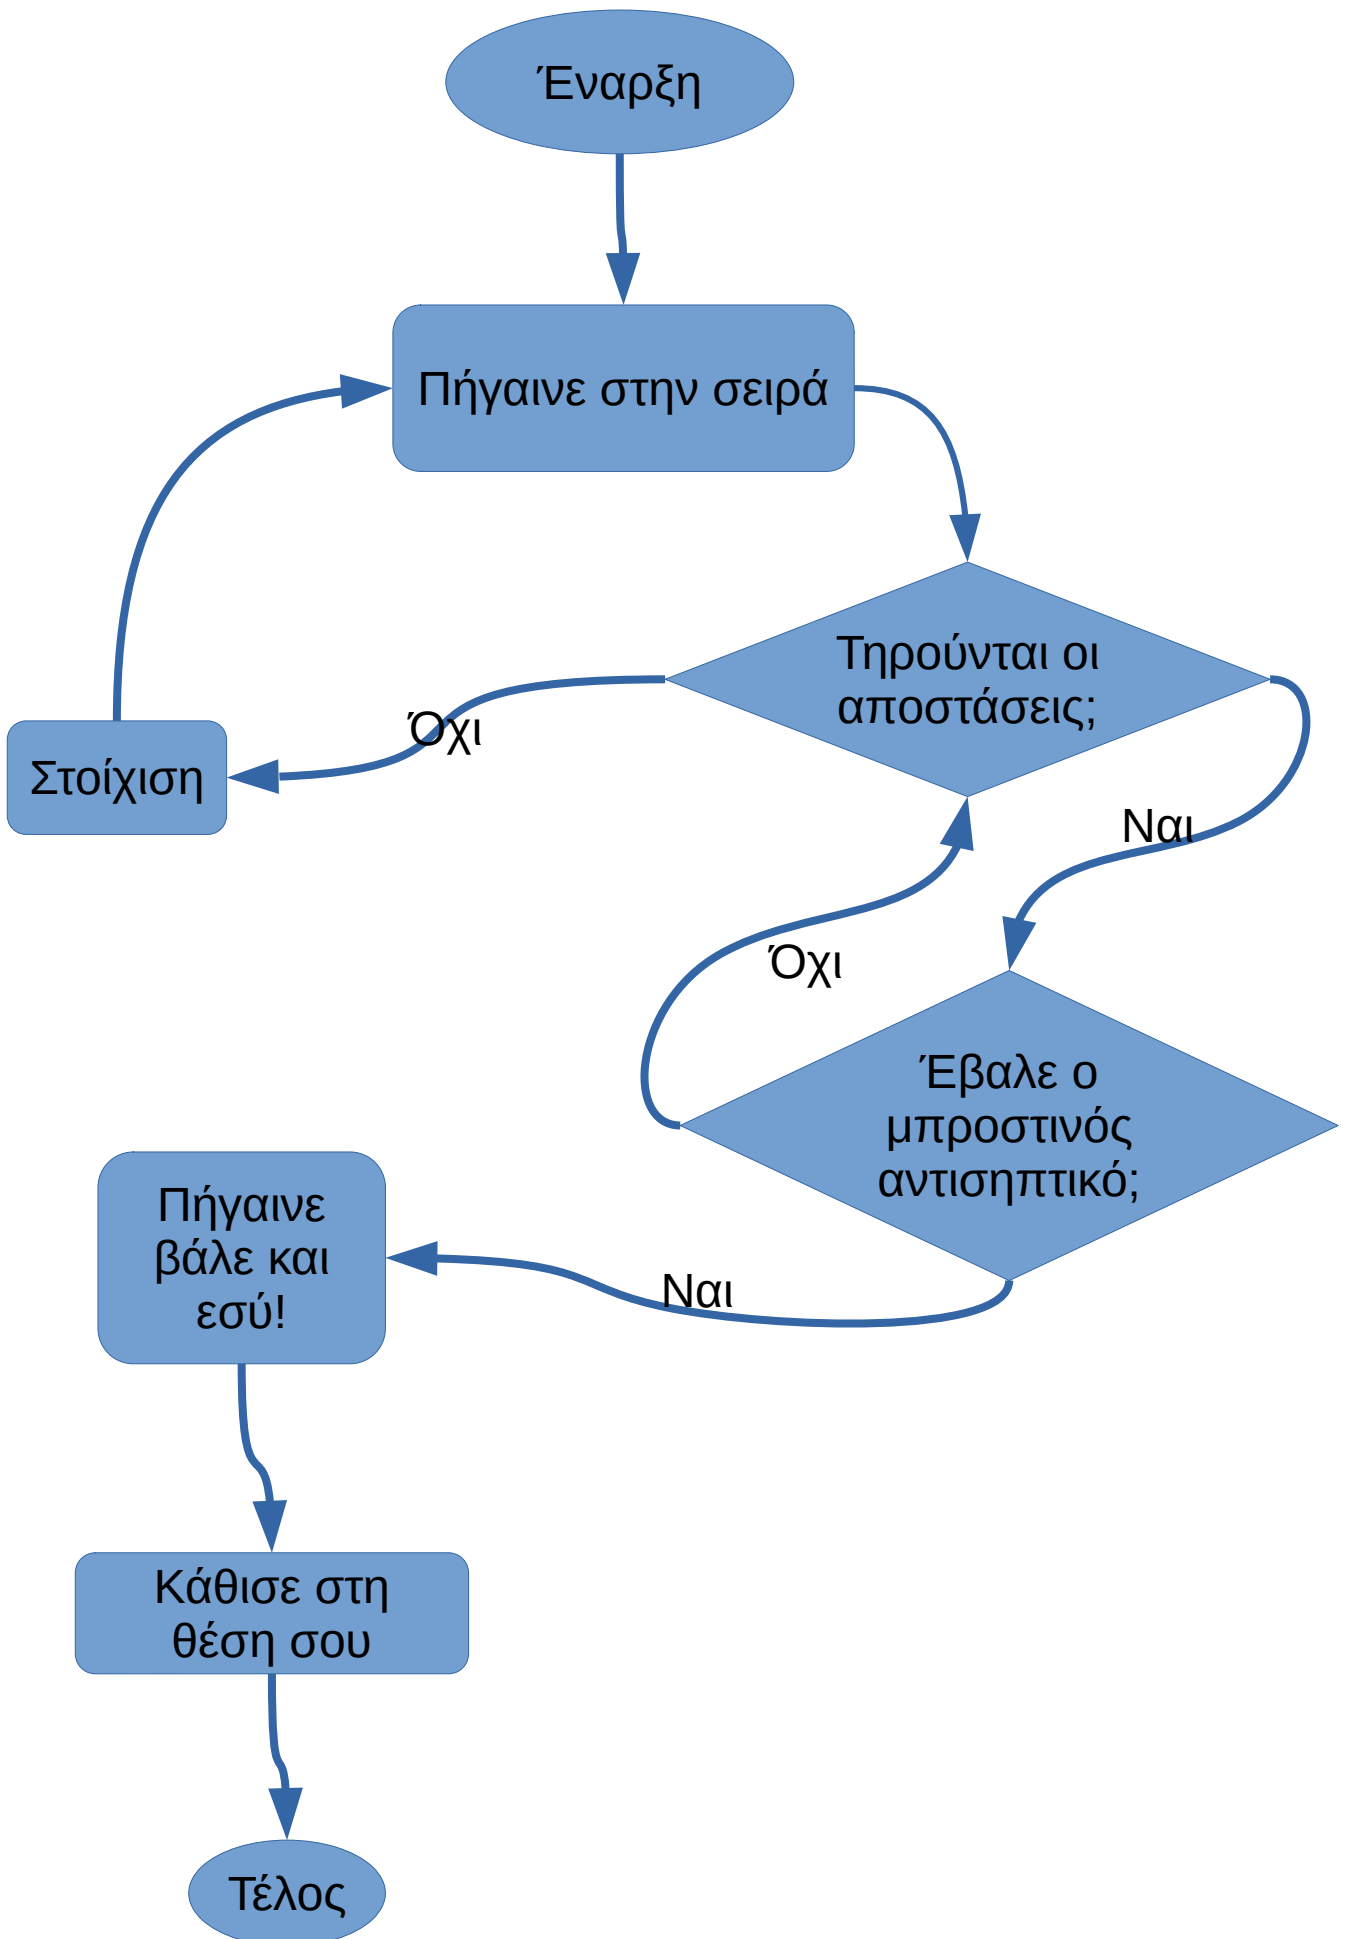 Έναρξη
Πήγαινε στην σειρά
Τηρούνται οι
αποστάσεις;
Όχι
Στοίχιση
Ναι
Όχι
Έβαλε ο
μπροστινός
αντισηπτικό;
Ναι
Πήγαινε
βάλε και
εσύ!
Κάθισε στη
θέση σου
Τέλος